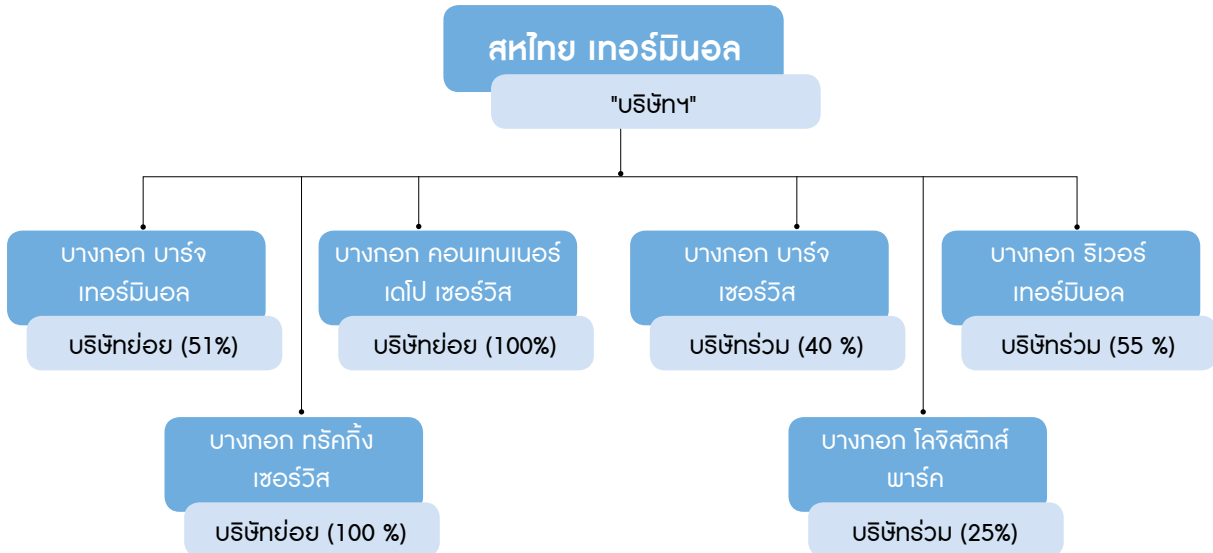 สหไทย เทอร์มินอล
"บริษัทฯ"
บางกอก บาร์จ
เทอร์มินอล
บริษัทย่อย (51%)
บางกอก คอนเทนเนอร์
เดโป เซอร์วิส
บริษัทย่อย (100%)
บางกอก บาร์จ
เซอร์วิส
บริษัทร่วม (40 %)
บางกอก ริเวอร์
เทอร์มินอล
บริษัทร่วม (55 %)
บางกอก ทรัคกิ้ง
เซอร์วิส
บริษัทย่อย (100 %)
บางกอก โลจิสติกส์
พาร์ค
บริษัทร่วม (25%)